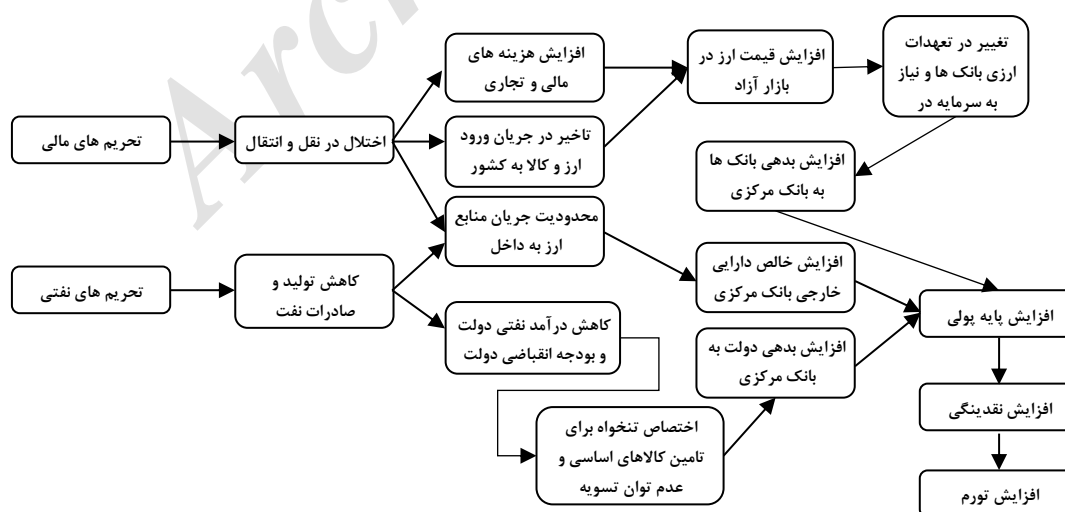 تحریم های مالی
اختلال در نقل و انتقال
افزایش هزینه های
مالی و تجاری
تاخیر در جریان ورود
ارز و کالا به کشور
محدودیت جریان منابع
ارز به داخل
افزایش قیمت ارز در
بازار آزاد
تغییر در تعهدات
ارزی بانک ها و نیاز
به سرمایه در
افزایش بدهی بانک ها
به بانک مرکزی
تحریم های نفتی
کاهش تولید و
صادرات نفت
کاهش درآمد نفتی دولت
و بودجه انقباضی دولت
اختصاص تنخواه برای
تامین کالاهای اساسی و
عدم توان تسویه
افزایش خالص دارایی
خارجی بانک مرکزی
افزایش بدهی دولت به
بانک مرکزی
افزایش پایه پولی
افزایش نقدینگی
افزایش تورم